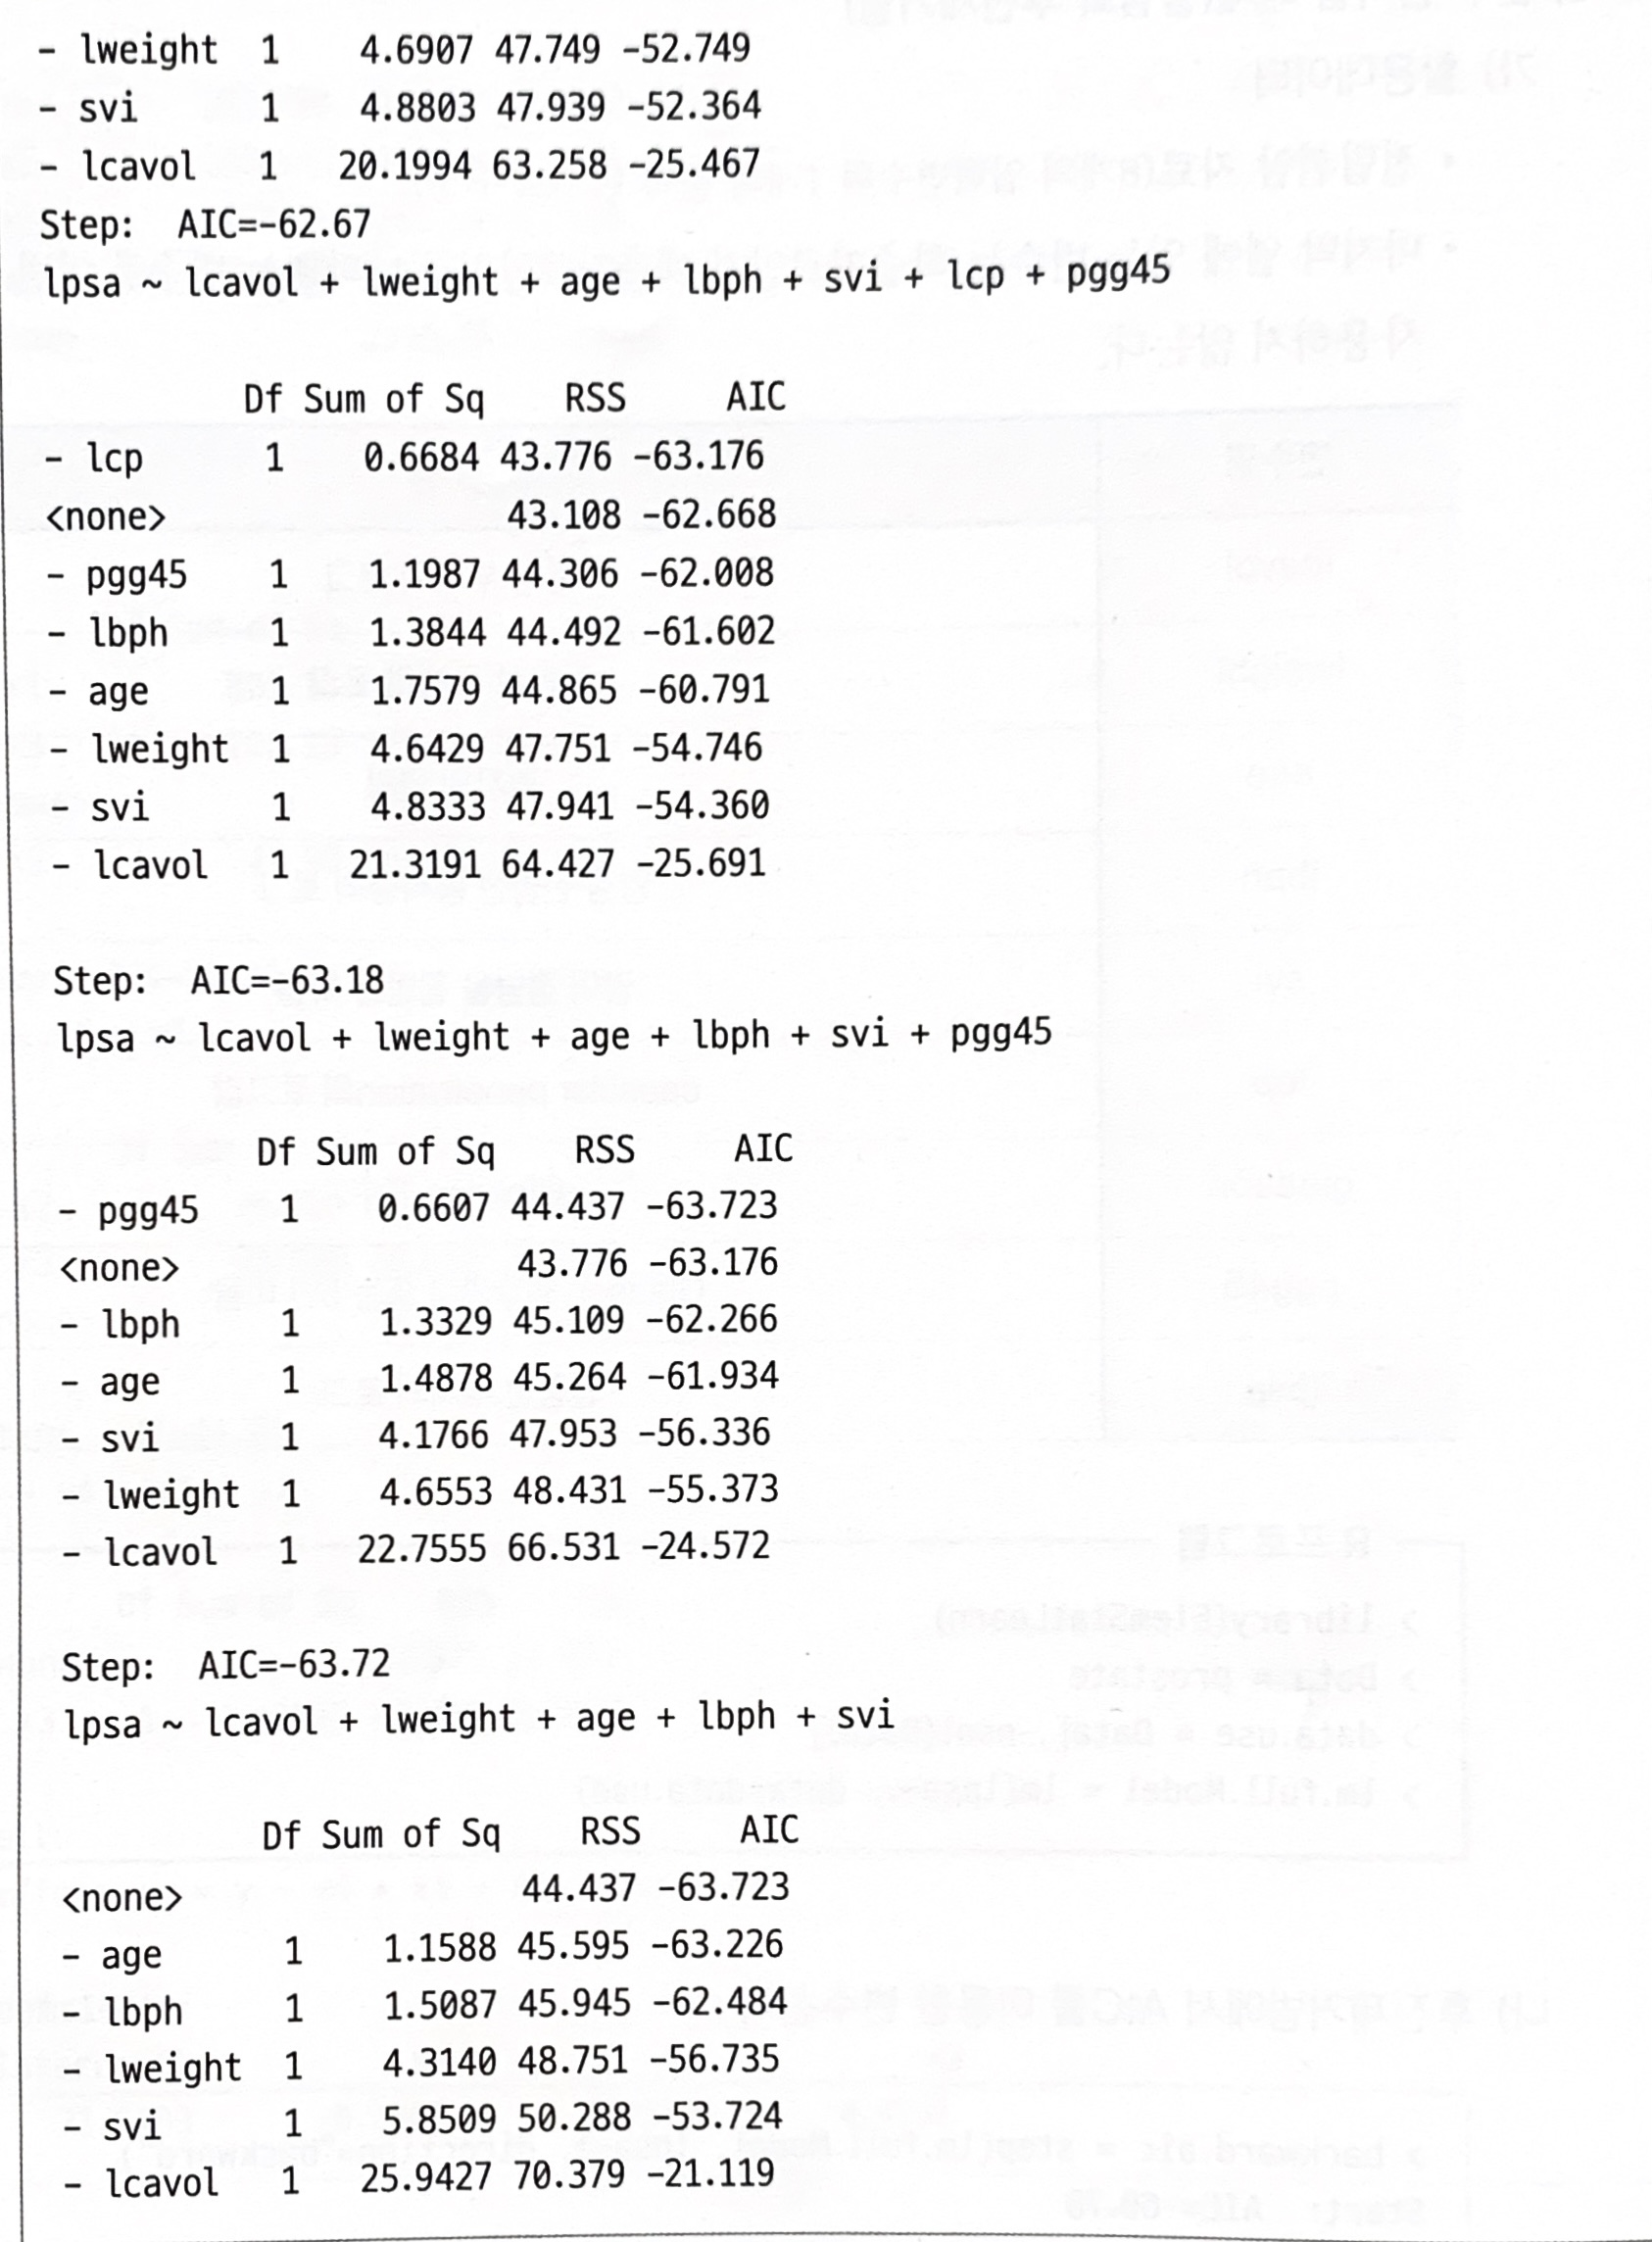 - lweight 1 4.6907 47.749 -52.749
- svi 1 4.8803 47.939 -52.364
- lcavol 1 20.1994 63.258 -25.467
Step: AIC=-62.67
lpsa ~ lcavol + lweight + age + lbph + svi + lcp + pgg45
Df Sum of Sq RSS AIC
- lcp 1 0.6684 43.776 -63.176
<none> 43.108 -62.668
- pgg45 1 1.1987 44.306 -62.008
- lbph 1 1.3844 44.492 -61.602
- age 1 1.7579 44.865 -60.791
- lweight 1 4.6429 47.751 -54.746
- svi 1 4.8333 47.941 -54.360
- lcavol 1 21.3191 64.427 -25.691
Step: AIC=-63.18
lpsa ~ lcavol + lweight + age + lbph + svi + pgg45
Df Sum of Sq RSS AIC
- pgg45 1 0.6607 44.437 -63.723
<none> 43.776 -63.176
- lbph 1 1.3329 45.109 -62.266
- age 1 1.4878 45.264 -61.934
- svi 1 4.1766 47.953 -56.336
- lweight 1 4.6553 48.431 -55.373
- lcavol 1 22.7555 66.531 -24.572
Step: AIC=-63.72
lpsa ~ lcavol + lweight + age + lbph + svi
Df Sum of Sq RSS AIC
<none> 44.437 -63.723
- age 1 1.1588 45.595 -63.226
- lbph 1 1.5087 45.945 -62.484
- lweight 1 4.3140 48.751 -56.735
- svi 1 5.8509 50.288 -53.724
- lcavol 1 25.9427 70.379 -21.119